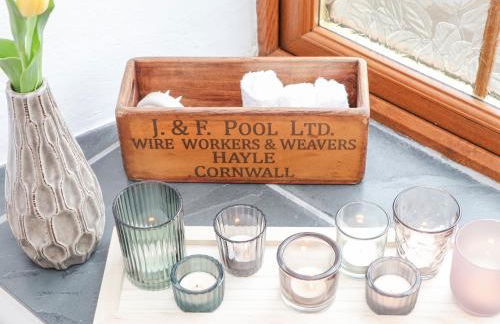 J. & F. POOL LTD.
WIRE WORKERS & WEAVERS
HAYLE
CORNWALL